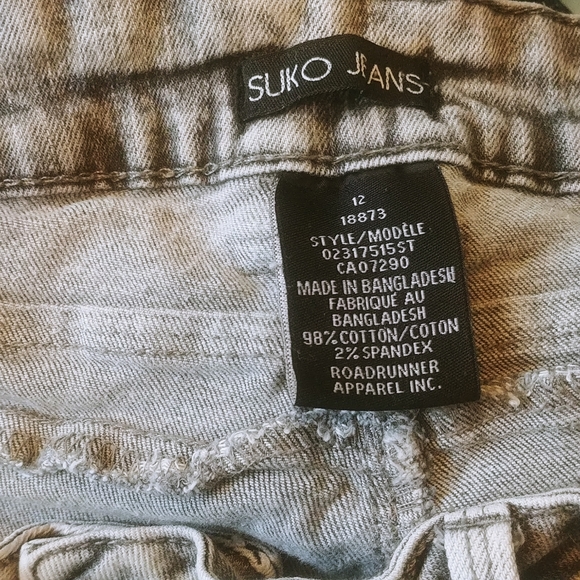 SUKO JEANS
12
18873
STYLE/MODÈLE
02317515ST
CA07290
MADE IN BANGLADESH
FABRIQUÉ AU
BANGLADESH
98% COTTON/COTON
2% SPANDEX
ROADRUNNER
APPAREL INC.